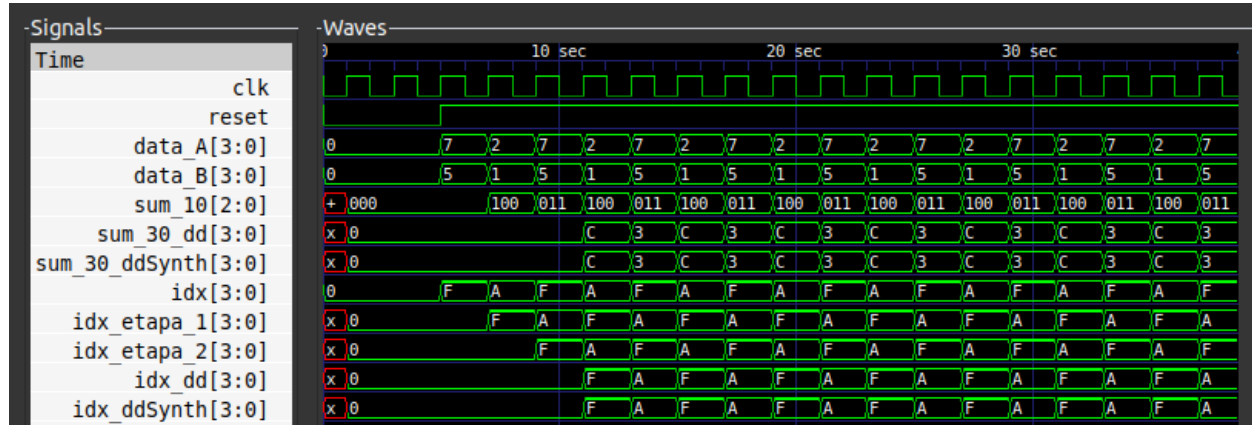 Signals
Waves
Time 0 10 sec 20 sec 30 sec
clk
reset
data_A[3:0] 0 7 2 7 2 7 2 7 2 7 2 7 2 7 2 7 2 7
data_B[3:0] 0 5 1 5 1 5 1 5 1 5 1 5 1 5 1 5 1 5
sum_10[2:0] + 000 100 011 100 011 100 011 100 011 100 011 100 011 100 011 100 011
sum_30_dd[3:0] x 0 C 3 C 3 C 3 C 3 C 3 C 3 C 3
sum_30_ddSynth[3:0] x 0 C 3 C 3 C 3 C 3 C 3 C 3 C 3
idx[3:0] 0 F A F A F A F A F A F A F A F A F
idx_etapa_1[3:0] x 0 F A F A F A F A F A F A F A F A
idx_etapa_2[3:0] x 0 F A F A F A F A F A F A F A F
idx_dd[3:0] x 0 F A F A F A F A F A F A F A
idx_ddSynth[3:0] x 0 F A F A F A F A F A F A F A